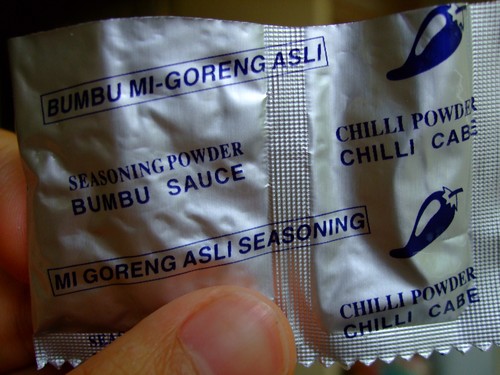 BUMBU MI-GORENG ASLI
SEASONING POWDER
BUMBU SAUCE
MI GORENG ASLI SEASONING
CHILLI POWDER
CHILLI CABE
CHILLI POWDER
CHILLI CABE